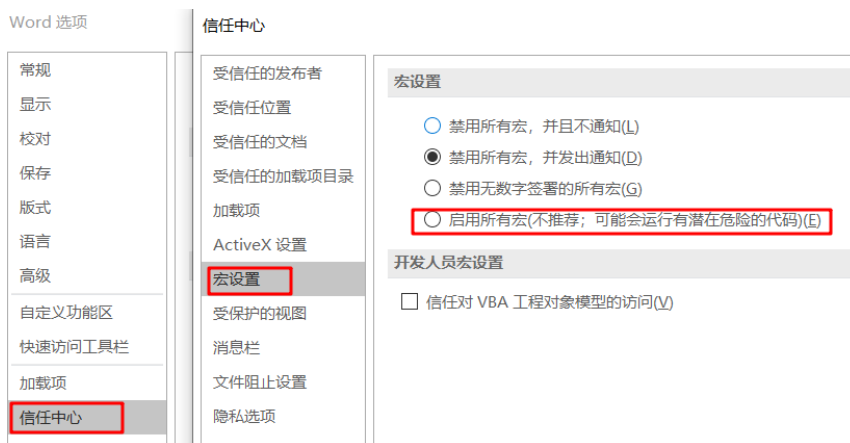 Word 选项
常规
显示
校对
保存
版式
语言
高级
自定义功能区
快速访问工具栏
加载项
信任中心
信任中心
受信任的发布者
受信任位置
受信任的文档
受信任的加载项目录
加载项
ActiveX 设置
宏设置
受保护的视图
消息栏
文件阻止设置
隐私选项
宏设置
禁用所有宏，并且不通知(L)
禁用所有宏，并发出通知(D)
禁用无数字签署的所有宏(G)
启用所有宏(不推荐；可能会运行有潜在危险的代码)(E)
开发人员宏设置
信任对 VBA 工程对象模型的访问(V)